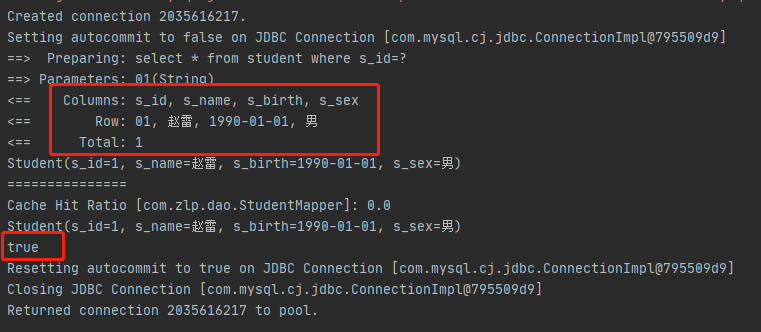 Created connection 2035616217.
Setting autocommit to false on JDBC Connection [com.mysql.cj.jdbc.ConnectionImpl@795509d9]
==>  Preparing: select * from student where s_id=?
==> Parameters: 01(String)
<==    Columns: s_id, s_name, s_birth, s_sex
<==        Row: 01, 赵雷, 1990-01-01, 男
<==      Total: 1
Student(s_id=1, s_name=赵雷, s_birth=1990-01-01, s_sex=男)
===============
Cache Hit Ratio [com.zlp.dao.StudentMapper]: 0.0
Student(s_id=1, s_name=赵雷, s_birth=1990-01-01, s_sex=男)
true
Resetting autocommit to true on JDBC Connection [com.mysql.cj.jdbc.ConnectionImpl@795509d9]
Closing JDBC Connection [com.mysql.cj.jdbc.ConnectionImpl@795509d9]
Returned connection 2035616217 to pool.